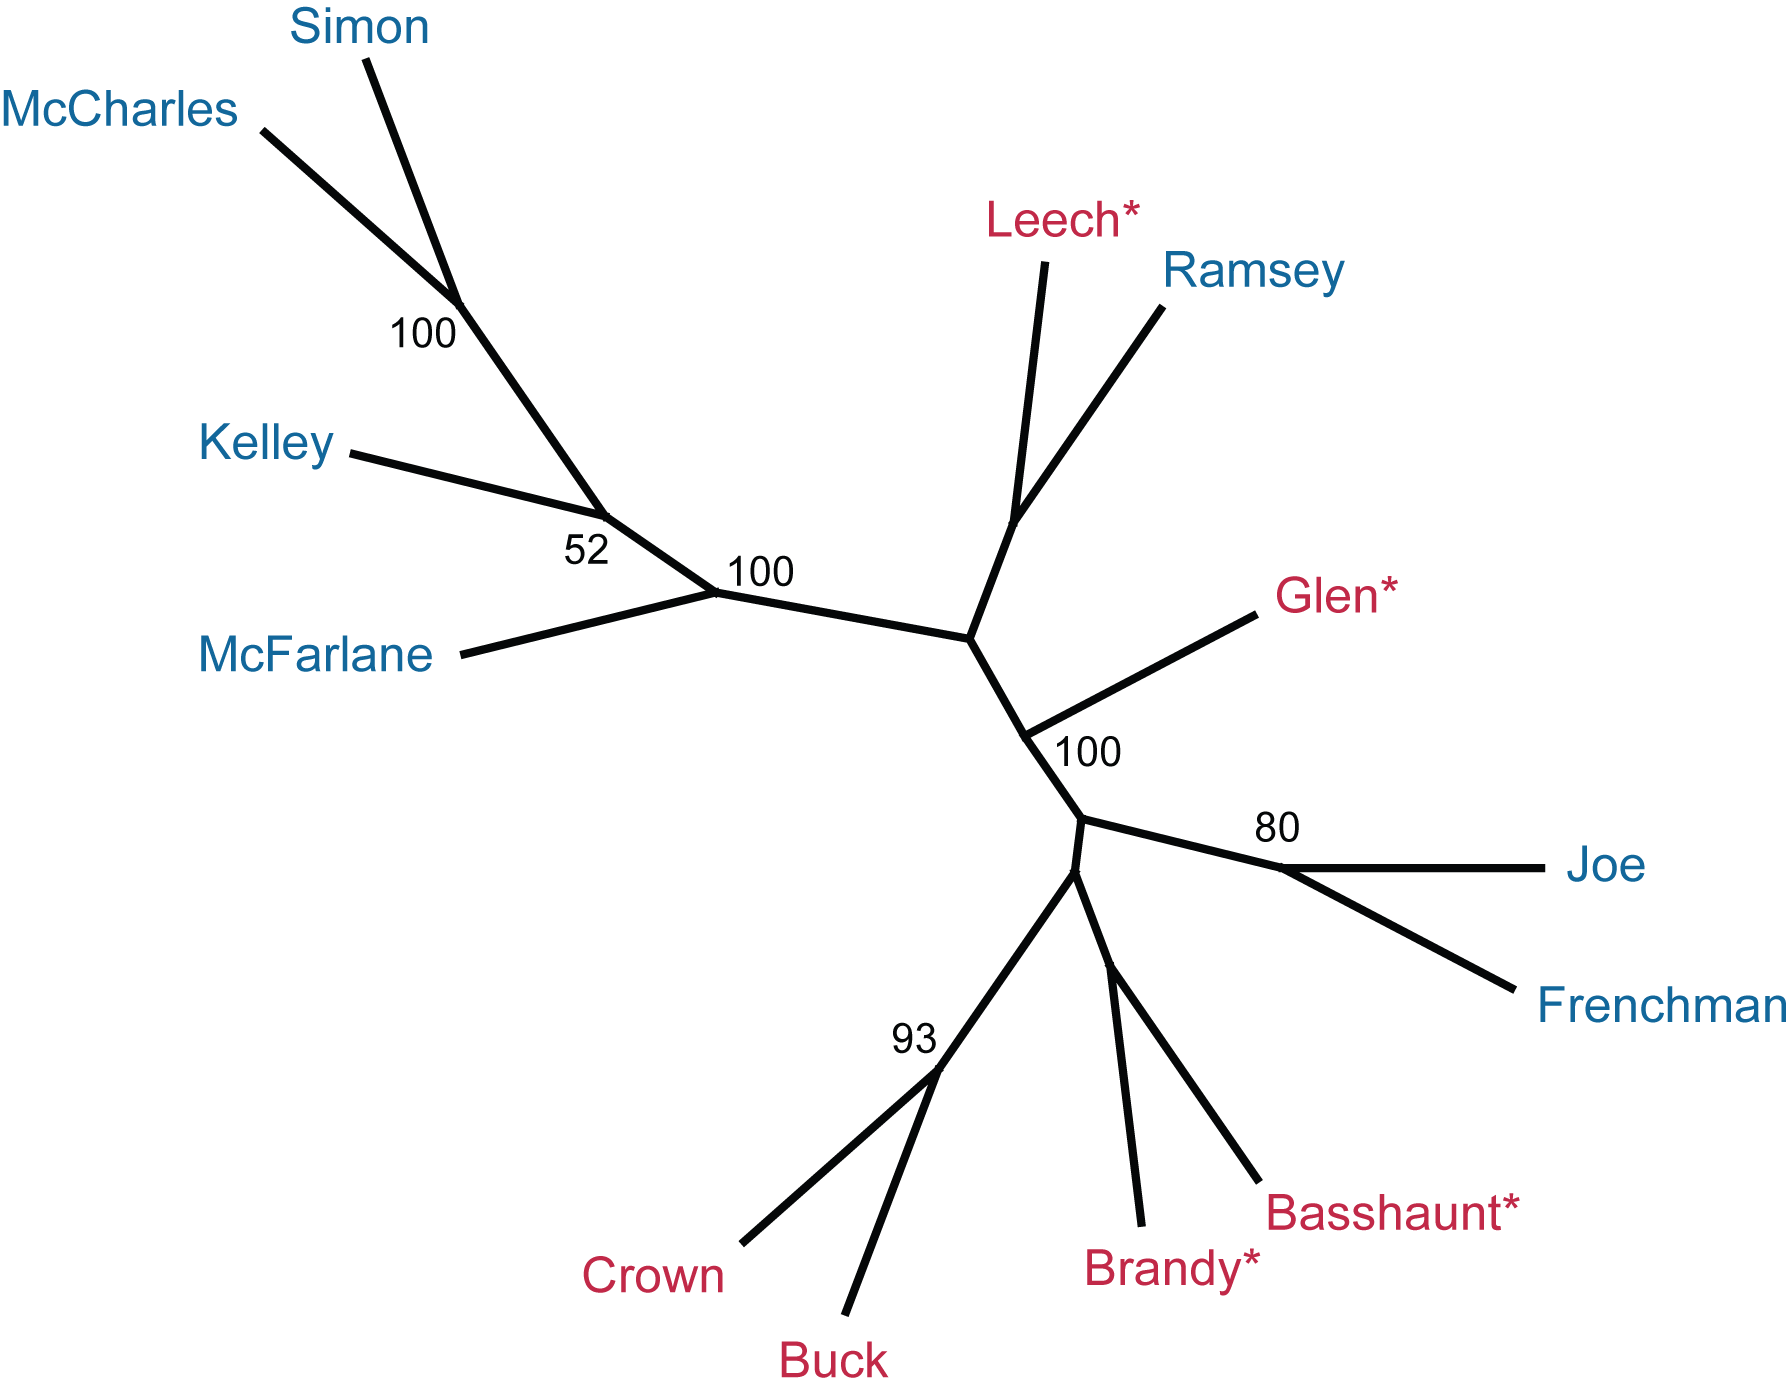 Simon
McCharles
Leech*
Ramsey
100
Kelley
52
100
Glen*
McFarlane
100
80
Joe
Frenchman
93
Basshaunt*
Brandy*
Crown
Buck